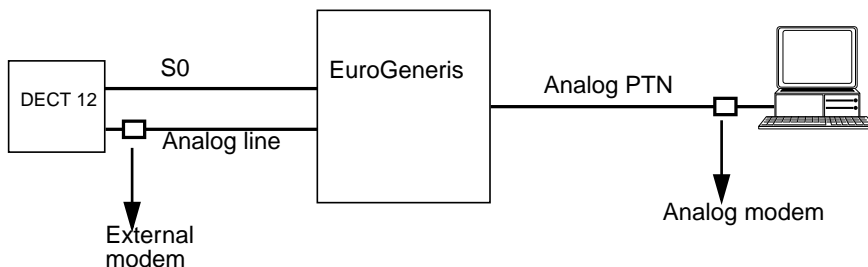 S0
EuroGeneris
DECT 12
Analog PTN
Analog line
External
modem
Analog modem